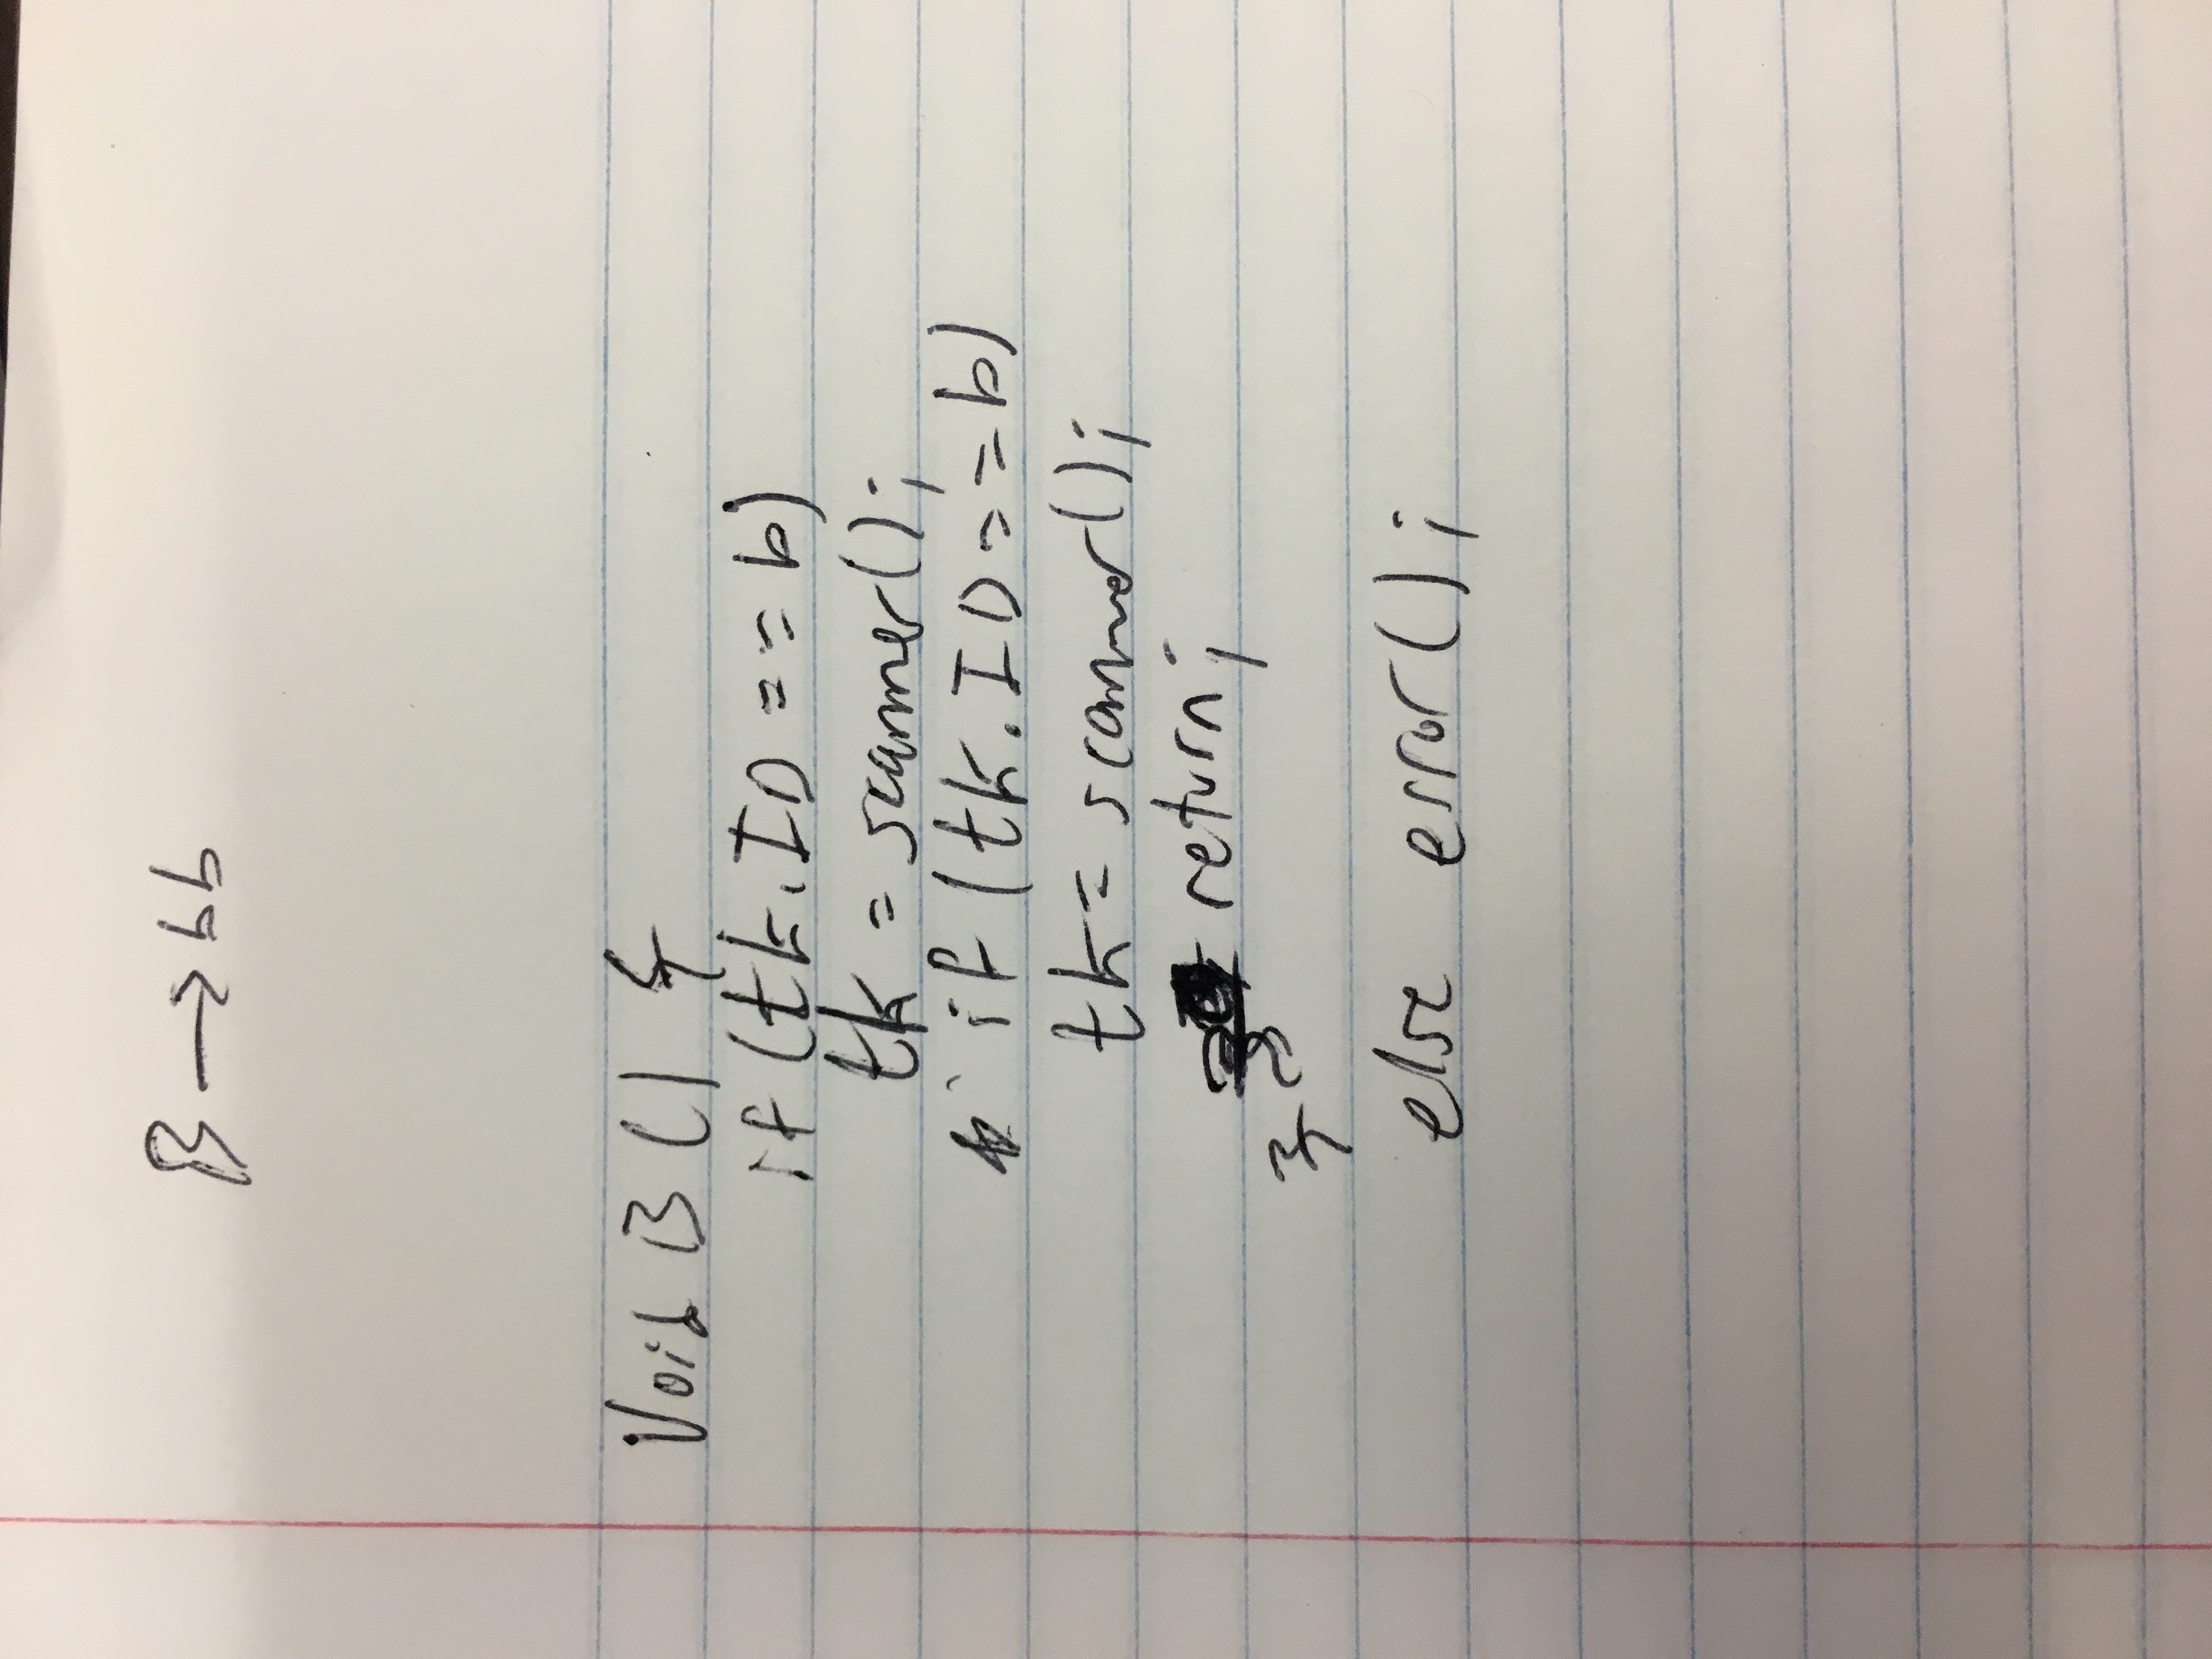 B → bb
Void B () {
if (tk.ID == b)
tk = scanner();
if (tk.ID == b)
tk = scanner();
return;
} }
else error();